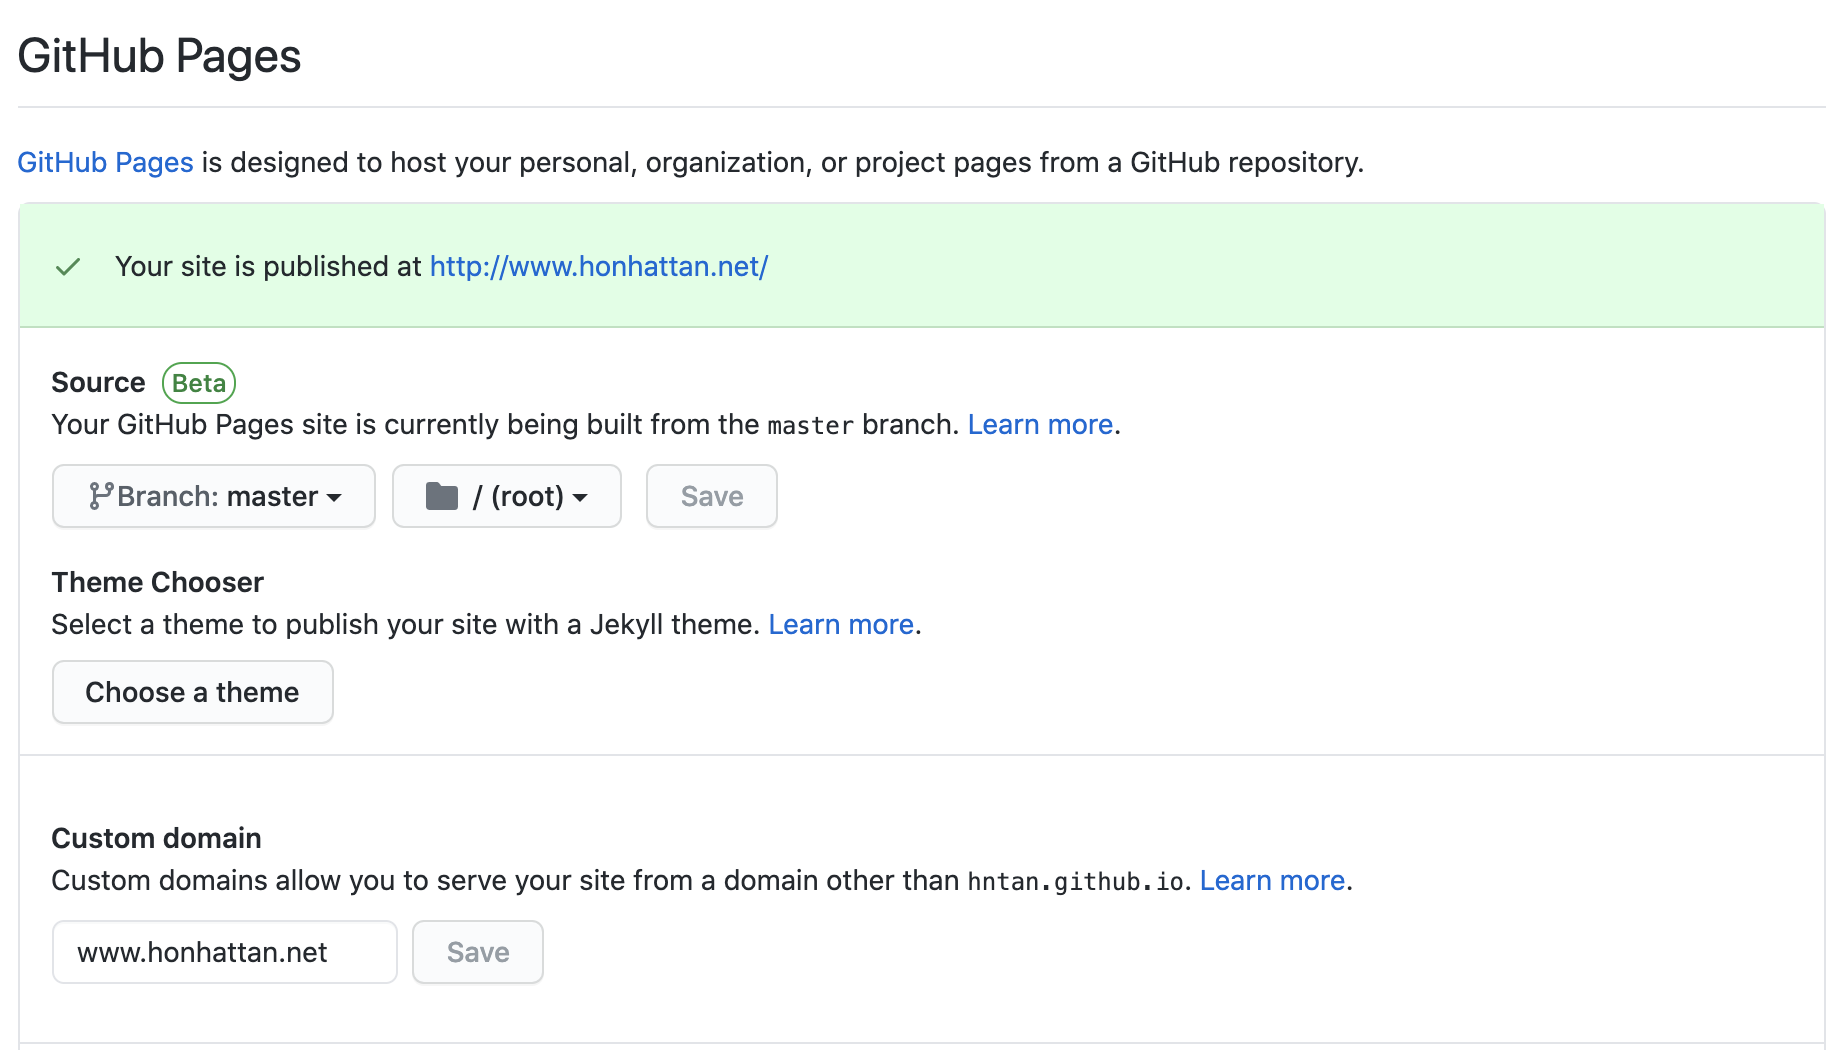 GitHub Pages
GitHub Pages is designed to host your personal, organization, or project pages from a GitHub repository.
Your site is published at http://www.honhattan.net/
Source Beta
Your GitHub Pages site is currently being built from the master branch. Learn more.
Branch: master / (root) Save
Theme Chooser
Select a theme to publish your site with a Jekyll theme. Learn more.
Choose a theme
Custom domain
Custom domains allow you to serve your site from a domain other than hntan.github.io. Learn more.
www.honhattan.net Save